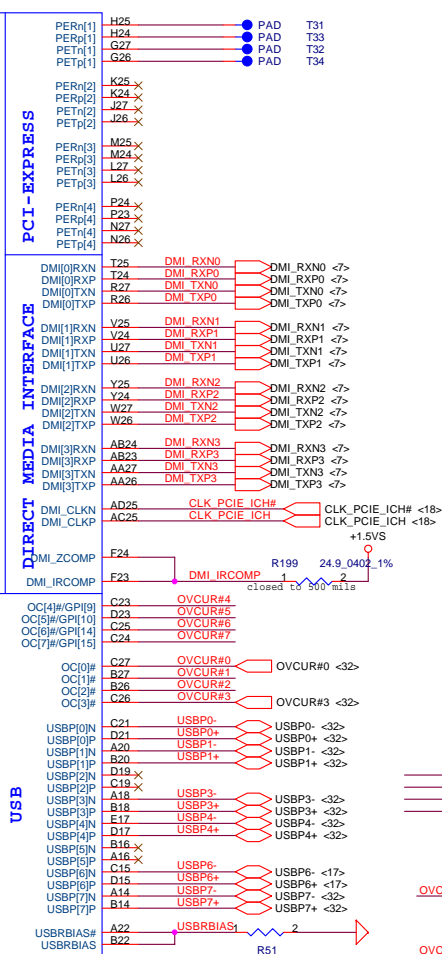 PCI-EXPRESS
PERn[1] H25 PAD T31
PERp[1] H24 PAD T33
PETn[1] G27 PAD T32
PETp[1] G26 PAD T34
PERn[2] K25
PERp[2] K24
PETn[2] J27
PETp[2] J26
PERn[3] M25
PERp[3] M24
PETn[3] L27
PETp[3] L26
PERn[4] P24
PERp[4] P23
PETn[4] N27
PETp[4] N26
DIRECT MEDIA INTERFACE
DMI[0]RXN T25 DMI_RXN0 DMI_RXN0 <7>
DMI[0]RXP T24 DMI_RXP0 DMI_RXP0 <7>
DMI[0]TXN R27 DMI_TXN0 DMI_TXN0 <7>
DMI[0]TXP R26 DMI_TXP0 DMI_TXP0 <7>
DMI[1]RXN V25 DMI_RXN1 DMI_RXN1 <7>
DMI[1]RXP V24 DMI_RXP1 DMI_RXP1 <7>
DMI[1]TXN U27 DMI_TXN1 DMI_TXN1 <7>
DMI[1]TXP U26 DMI_TXP1 DMI_TXP1 <7>
DMI[2]RXN Y25 DMI_RXN2 DMI_RXN2 <7>
DMI[2]RXP Y24 DMI_RXP2 DMI_RXP2 <7>
DMI[2]TXN W27 DMI_TXN2 DMI_TXN2 <7>
DMI[2]TXP W26 DMI_TXP2 DMI_TXP2 <7>
DMI[3]RXN AB24 DMI_RXN3 DMI_RXN3 <7>
DMI[3]RXP AB23 DMI_RXP3 DMI_RXP3 <7>
DMI[3]TXN AA27 DMI_TXN3 DMI_TXN3 <7>
DMI[3]TXP AA26 DMI_TXP3 DMI_TXP3 <7>
DMI_CLKN AD25 CLK_PCIE_ICH# CLK_PCIE_ICH# <18>
DMI_CLKP AC25 CLK_PCIE_ICH CLK_PCIE_ICH <18>
+1.5VS
DMI_ZCOMP F24 R199 24.9_0402_1%
DMI_IRCOMP F23 DMI_IRCOMP 1 2
closed to 500 mils
OC[4]#/GPI[9] C23 OVCUR#4
OC[5]#/GPI[10] D23 OVCUR#5
OC[6]#/GPI[14] C25 OVCUR#6
OC[7]#/GPI[15] C24 OVCUR#7
OC[0]# C27 OVCUR#0 OVCUR#0 <32>
OC[1]# B27 OVCUR#1
OC[2]# B26 OVCUR#2
OC[3]# C26 OVCUR#3 OVCUR#3 <32>
USB
USBP[0]N C21 USBP0- USBP0- <32>
USBP[0]P D21 USBP0+ USBP0+ <32>
USBP[1]N A20 USBP1- USBP1- <32>
USBP[1]P B20 USBP1+ USBP1+ <32>
USBP[2]N D19
USBP[2]P C19
USBP[3]N A18 USBP3- USBP3- <32>
USBP[3]P B18 USBP3+ USBP3+ <32>
USBP[4]N E17 USBP4- USBP4- <32>
USBP[4]P D17 USBP4+ USBP4+ <32>
USBP[5]N B16
USBP[5]P A16
USBP[6]N C15 USBP6- USBP6- <17>
USBP[6]P D15 USBP6+ USBP6+ <17>
USBP[7]N A14 USBP7- USBP7- <32>
USBP[7]P B14 USBP7+ USBP7+ <32>
OVC
USBRBIAS# A22 USBRBIAS 1 2
USBRBIAS B22
R51
OVC